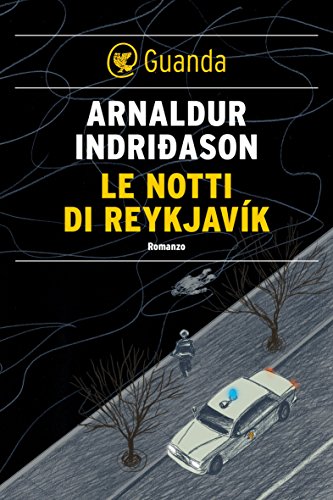 Guanda
ARNALDUR
INDRIÐASON
LE NOTTI
DI REYKJAVÍK
Romanzo